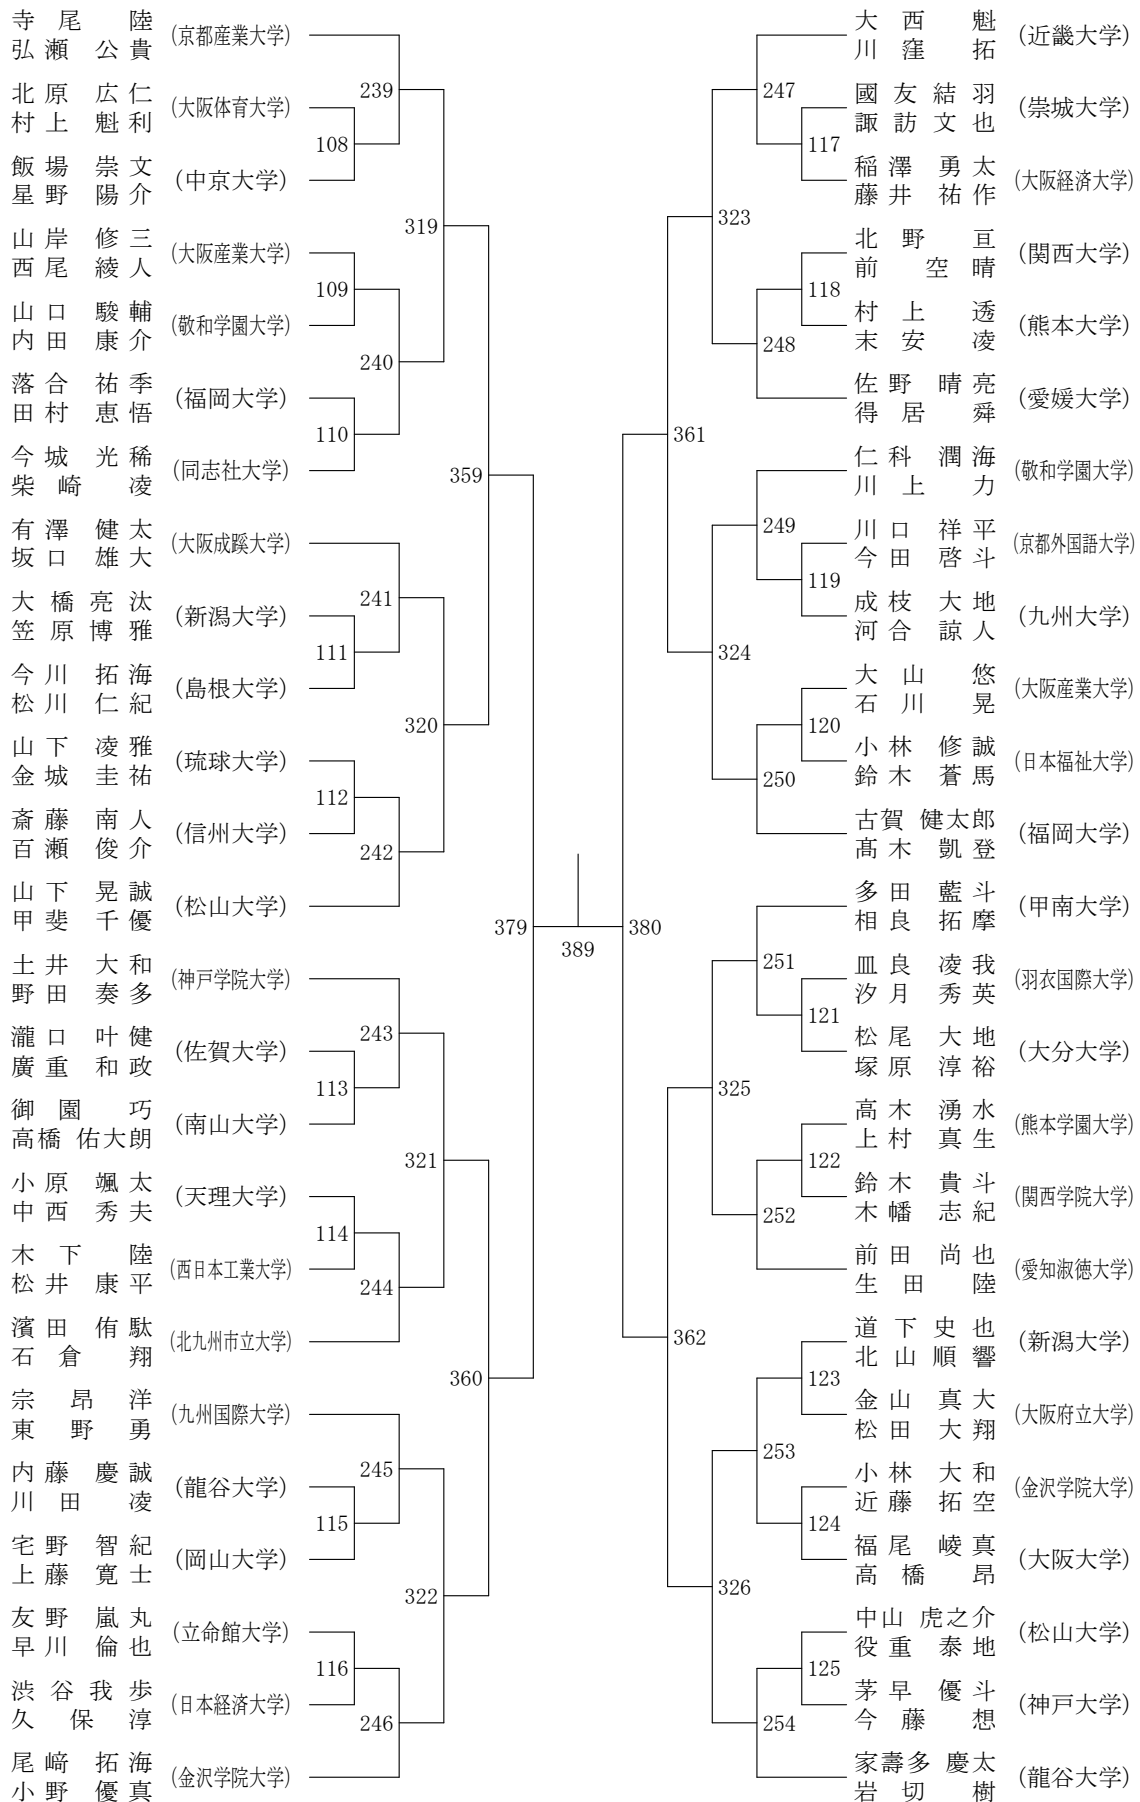 寺尾 陸
弘瀬 公貴
(京都産業大学)
北原 広仁
村上 魁利
(大阪体育大学)
飯場 崇文
星野 陽介
(中京大学)
山岸 修三
西尾 綾人
(大阪産業大学)
山口 駿輔
内田 康介
(敬和学園大学)
落合 祐季
田村 恵悟
(福岡大学)
今城 光稀
柴崎 凌
(同志社大学)
有澤 健太
坂口 雄大
(大阪成蹊大学)
大橋亮汰
笠原博雅
(新潟大学)
今川 拓海
松川 仁紀
(島根大学)
山下 凌雅
金城 圭祐
(琉球大学)
斎藤 南人
百瀬 俊介
(信州大学)
山下 晃誠
甲斐 千優
(松山大学)
土井 大和
野田 奏多
(神戸学院大学)
瀧口 叶健
廣重 和政
(佐賀大学)
御園 巧
高橋 佑大朗
(南山大学)
小原 颯太
中西 秀夫
(天理大学)
木下 陸
松井 康平
(西日本工業大学)
濱田 侑駄
石倉 翔
(北九州市立大学)
宗 昂洋
東野 勇
(九州国際大学)
内藤 慶誠
川田 凌
(龍谷大学)
宅野 智紀
上藤 寛士
(岡山大学)
友野 嵐丸
早川 倫也
(立命館大学)
渋谷我歩
久保 淳
(日本経済大学)
尾﨑 拓海
小野 優真
(金沢学院大学)
239
108
319
109
240
110
359
241
111
320
112
242
379
243
113
321
114
244
360
245
115
322
116
246
389
大西 魁
川窪 拓
(近畿大学)
國友結羽
諏訪文也
(崇城大学)
稲澤 勇太
藤井 祐作
(大阪経済大学)
北野 亘
前 空晴
(関西大学)
村上 透
末安 凌
(熊本大学)
佐野 晴亮
得居 舜
(愛媛大学)
仁科 潤海
川上 力
(敬和学園大学)
川口 祥平
今田 啓斗
(京都外国語大学)
成枝 大地
河合 諒人
(九州大学)
大山 悠
石川 晃
(大阪産業大学)
小林 修誠
鈴木 蒼馬
(日本福祉大学)
古賀 健太郎
髙木 凱登
(福岡大学)
多田 藍斗
相良 拓摩
(甲南大学)
皿良 凌我
汐月 秀英
(羽衣国際大学)
松尾 大地
塚原 淳裕
(大分大学)
高木 湧水
上村 真生
(熊本学園大学)
鈴木 貴斗
木幡 志紀
(関西学院大学)
前田 尚也
生田 陸
(愛知淑徳大学)
道下史也
北山順響
(新潟大学)
金山 真大
松田 大翔
(大阪府立大学)
小林 大和
近藤 拓空
(金沢学院大学)
福尾 崚真
高橋 昂
(大阪大学)
中山 虎之介
役重 泰地
(松山大学)
茅早 優斗
今藤 想
(神戸大学)
家壽多 慶太
岩切 樹
(龍谷大学)
247
117
323
118
248
361
249
119
324
120
250
380
251
121
325
122
252
362
123
253
124
326
125
254